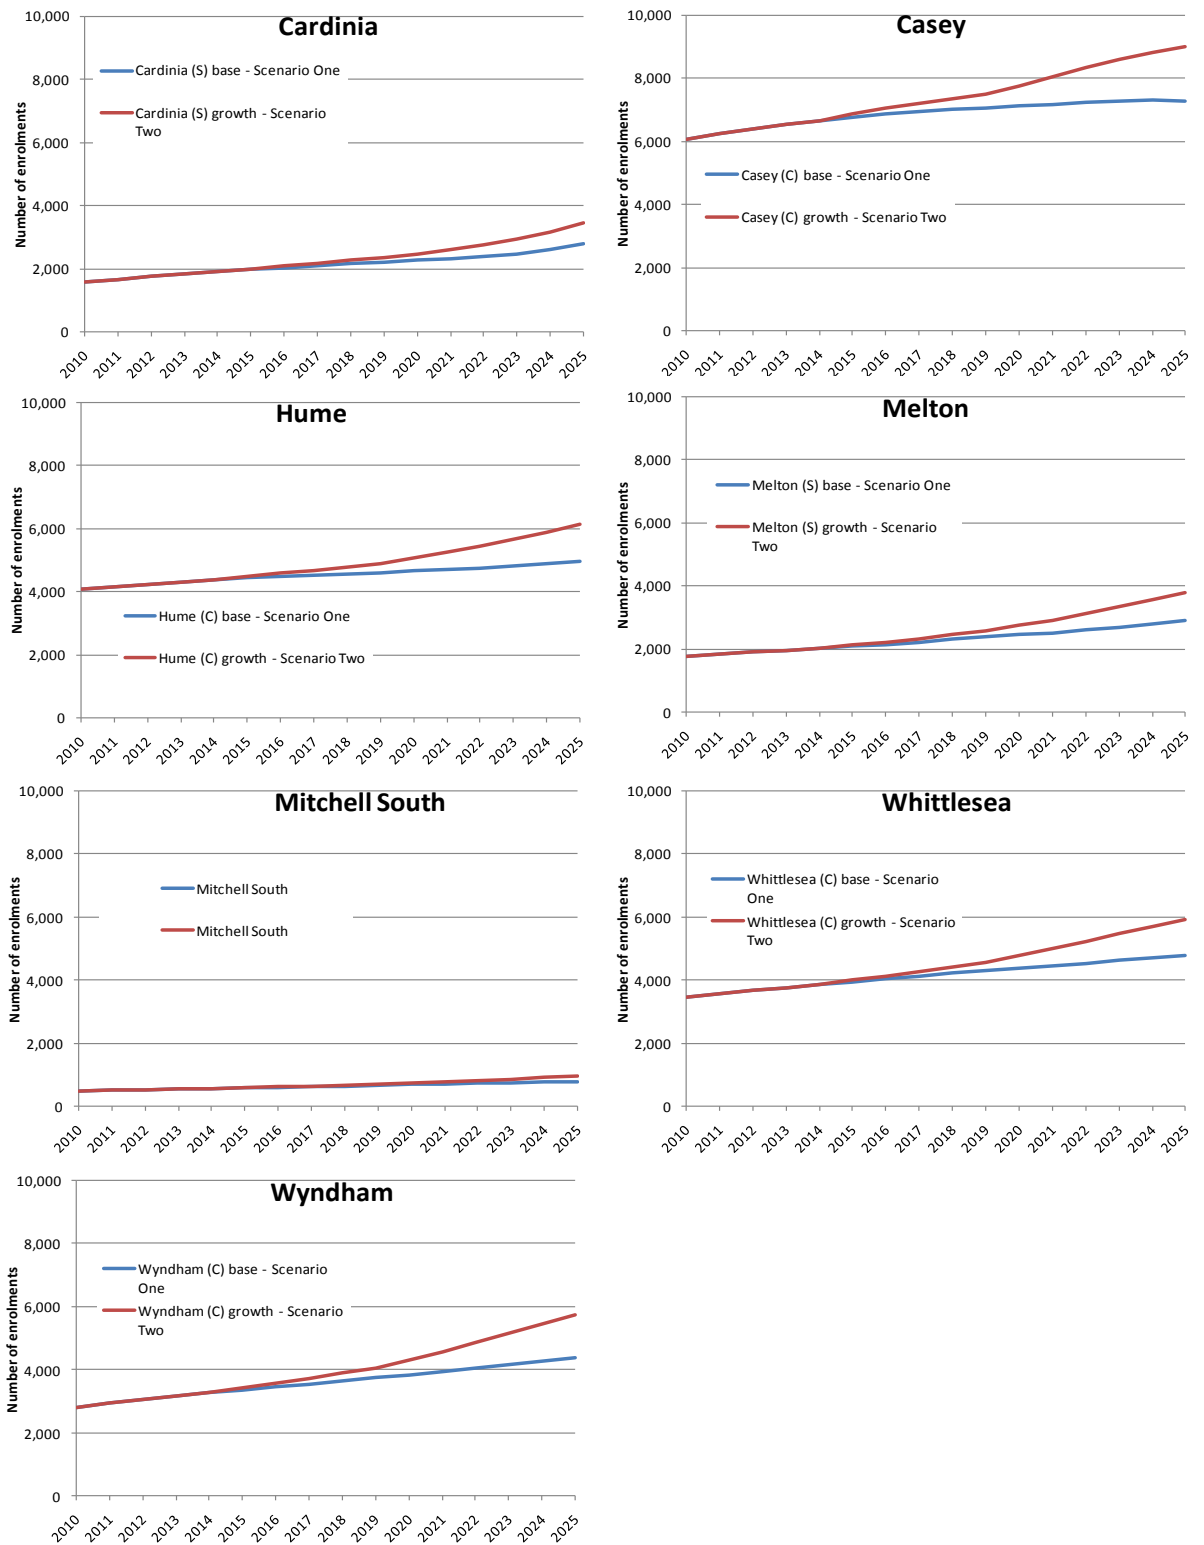 Cardinia
Number of enrolments
10,000
8,000
6,000
4,000
2,000
0
Cardinia (S) base - Scenario One
Cardinia (S) growth - Scenario
Two
2010 2011 2012 2013 2014 2015 2016 2017 2018 2019 2020 2021 2022 2023 2024 2025
Casey
Number of enrolments
10,000
8,000
6,000
4,000
2,000
0
Casey (C) base - Scenario One
Casey (C) growth - Scenario Two
2010 2011 2012 2013 2014 2015 2016 2017 2018 2019 2020 2021 2022 2023 2024 2025
Hume
Number of enrolments
10,000
8,000
6,000
4,000
2,000
0
Hume (C) base - Scenario One
Hume (C) growth - Scenario Two
2010 2011 2012 2013 2014 2015 2016 2017 2018 2019 2020 2021 2022 2023 2024 2025
Melton
Number of enrolments
10,000
8,000
6,000
4,000
2,000
0
Melton (S) base - Scenario One
Melton (S) growth - Scenario
Two
2010 2011 2012 2013 2014 2015 2016 2017 2018 2019 2020 2021 2022 2023 2024 2025
Mitchell South
Number of enrolments
10,000
8,000
6,000
4,000
2,000
0
Mitchell South
Mitchell South
2010 2011 2012 2013 2014 2015 2016 2017 2018 2019 2020 2021 2022 2023 2024 2025
Whittlesea
Number of enrolments
10,000
8,000
6,000
4,000
2,000
0
Whittlesea (C) base - Scenario
One
Whittlesea (C) growth - Scenario
Two
2010 2011 2012 2013 2014 2015 2016 2017 2018 2019 2020 2021 2022 2023 2024 2025
Wyndham
Number of enrolments
10,000
8,000
6,000
4,000
2,000
0
Wyndham (C) base - Scenario
One
Wyndham (C) growth - Scenario
Two
2010 2011 2012 2013 2014 2015 2016 2017 2018 2019 2020 2021 2022 2023 2024 2025